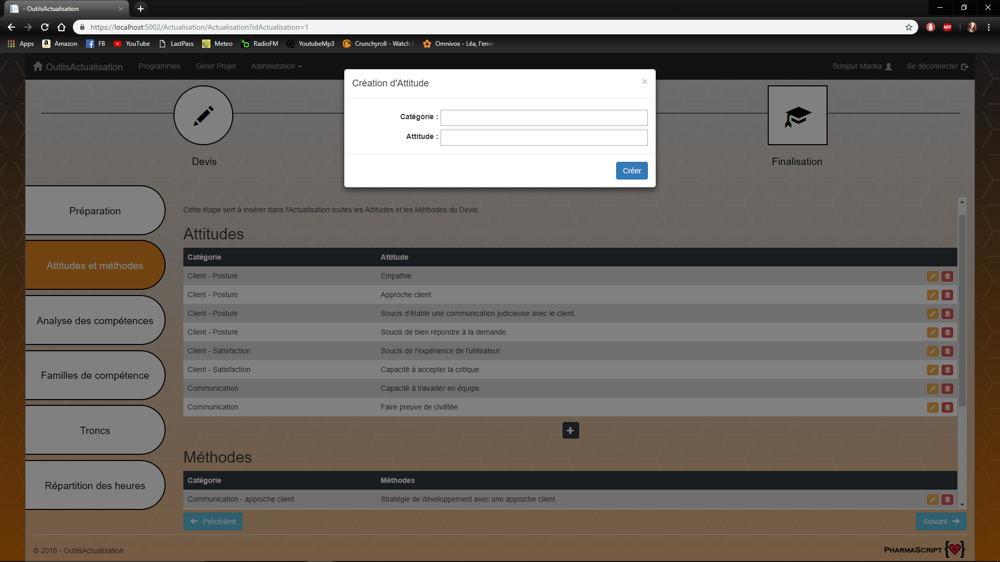 - OutilsActualisation
https://localhost:5002/Actualisation/Actualisation?idActualisation=1
ABP
Apps
Amazon
FB
YouTube
LastPass
Meteo
RadioFM
YoutubeMp3
Crunchyroll - Watch
Omnivox - Léa, l'envi
OutilsActualisation
Programmes
Gérer Projet
Administation
Bonjour Marika
Se déconnecter
Création d'Attitude
×
Catégorie :
Attitude :
Créer
Devis
Finalisation
Préparation
Attitudes et méthodes
Analyse des compétences
Familles de compétence
Troncs
Répartition des heures
Cette étape sert à insérer dans l'Actualisation toutes les Attitudes et les Méthodes du Devis.
Attitudes
Catégorie Attitude
Client - Posture Empathie
Client - Posture Approche client
Client - Posture Soucis d'établir une communication judicieuse avec le client.
Client - Posture Soucis de bien répondre à la demande.
Client - Satisfaction Soucis de l'expérience de l'utilisateur.
Client - Satisfaction Capacité à accepter la critique.
Communication Capacité à travailler en équipe.
Communication Faire preuve de civilitée.
Méthodes
Catégorie Méthodes
Communication - approche client Stratégie de développement avec une approche client
Précédent
Suivant
© 2018 - OutilsActualisation
PharmaScript